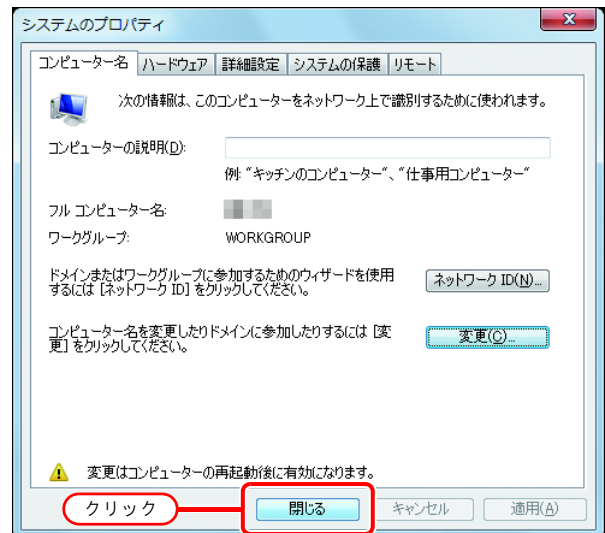 システムのプロパティ
コンピューター名 ハードウェア 詳細設定 システムの保護 リモート
次の情報は、このコンピューターをネットワーク上で識別するために使われます。
コンピューターの説明(D):
例: "キッチンのコンピューター"、"仕事用コンピューター"
フル コンピューター名:
ワークグループ: WORKGROUP
ドメインまたはワークグループに参加するためのウィザードを使用
するには [ネットワーク ID] をクリックしてください。
ネットワーク ID(N)...
コンピューター名を変更したりドメインに参加したりするには [変
更] をクリックしてください。
変更(C)...
変更はコンピューターの再起動後に有効になります。
クリック 閉じる キャンセル 適用(A)